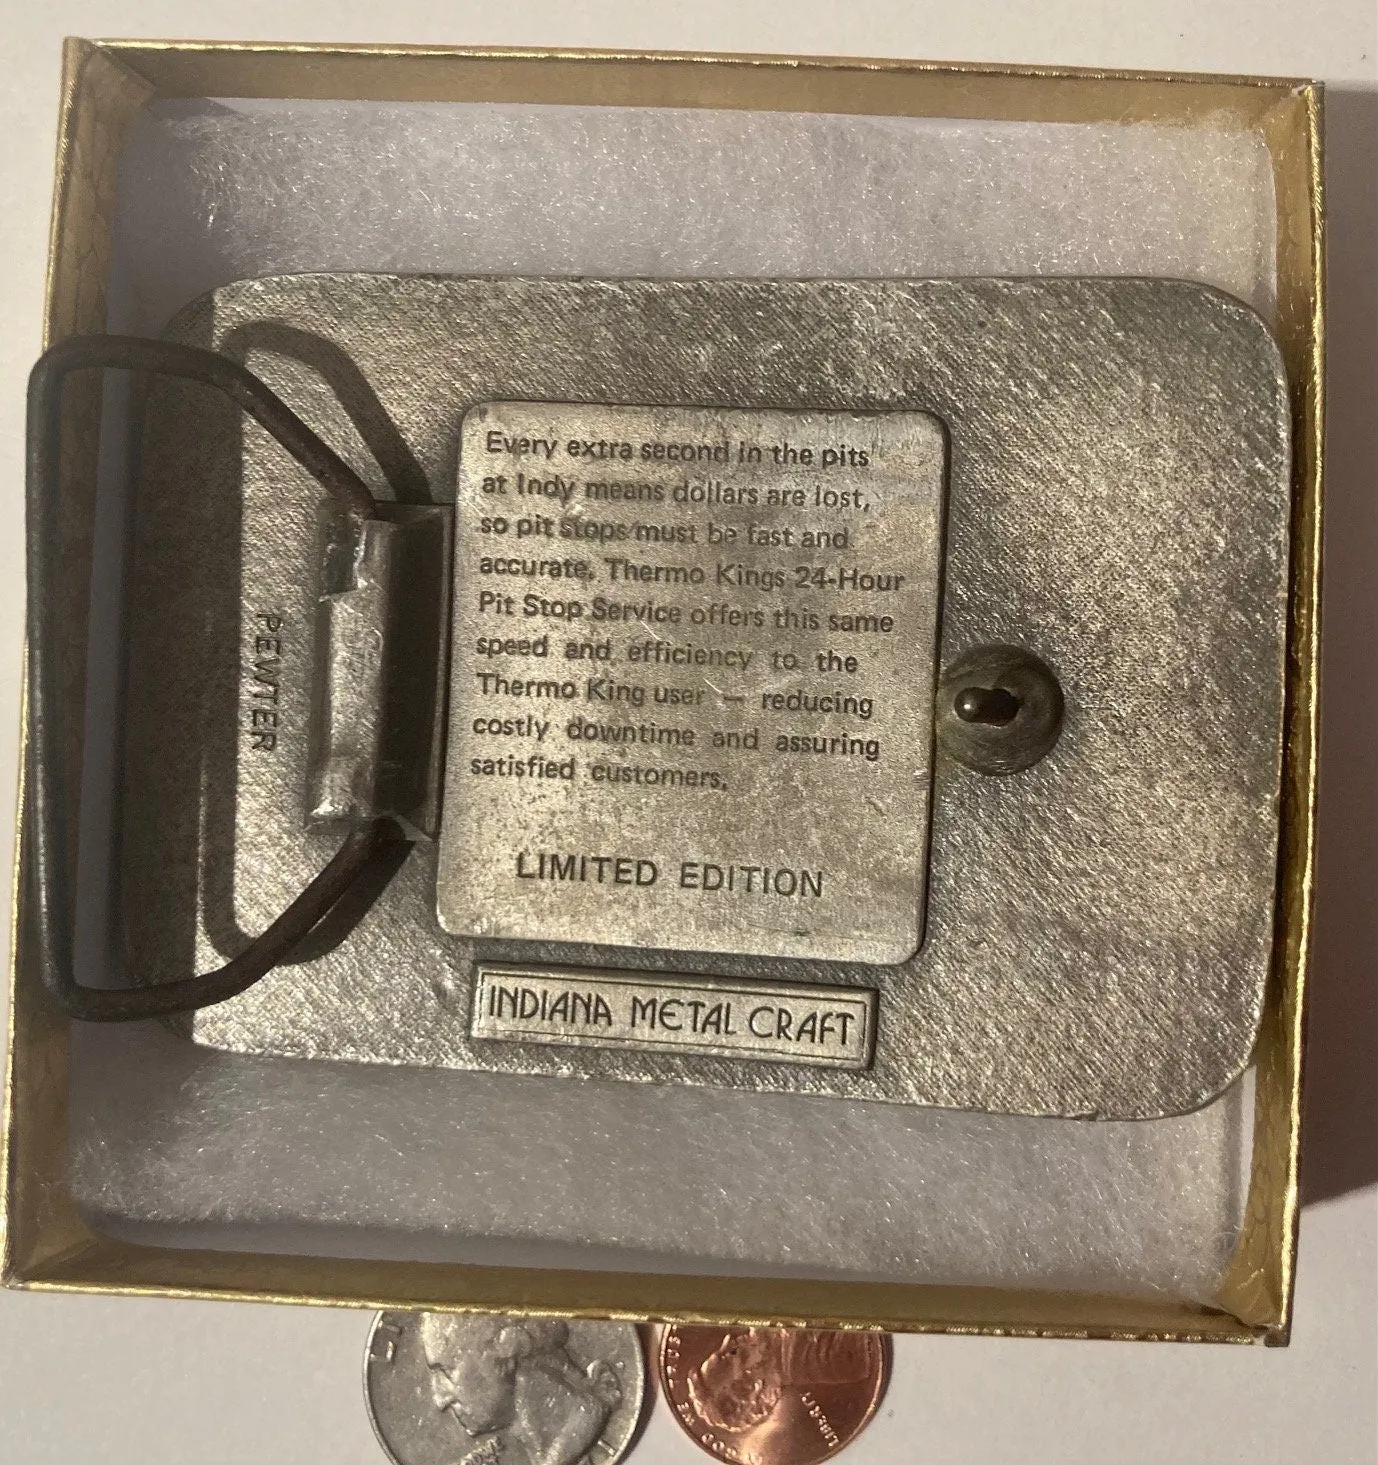 Every extra second in the pits
at Indy means dollars are lost,
so pit stops must be fast and
accurate. Thermo Kings 24-Hour
Pit Stop Service offers this same
speed and efficiency to the
Thermo King user — reducing
costly downtime and assuring
satisfied customers.
LIMITED EDITION
INDIANA METAL CRAFT
PEWTER
LIBERTY